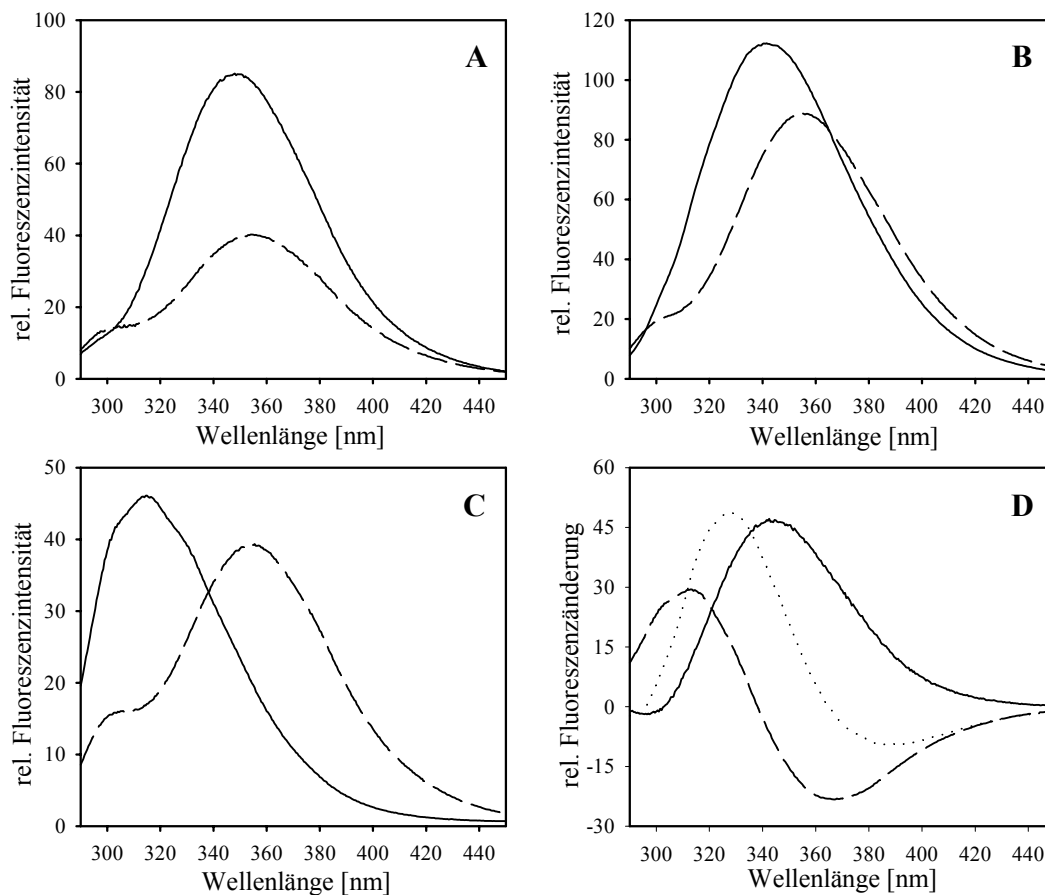 A
rel. Fluoreszenzintensität
100
80
60
40
20
0
300 320 340 360 380 400 420 440
Wellenlänge [nm]
B
rel. Fluoreszenzintensität
120
100
80
60
40
20
0
300 320 340 360 380 400 420 440
Wellenlänge [nm]
C
rel. Fluoreszenzintensität
50
40
30
20
10
0
300 320 340 360 380 400 420 440
Wellenlänge [nm]
D
rel. Fluoreszenzänderung
60
45
30
15
0
-15
-30
300 320 340 360 380 400 420 440
Wellenlänge [nm]